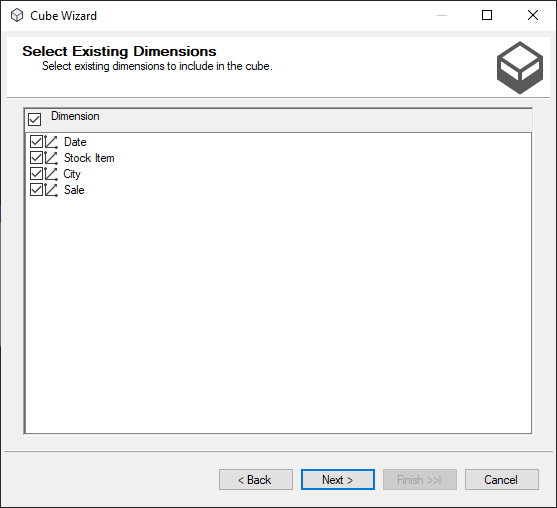 Cube Wizard
Select Existing Dimensions
Select existing dimensions to include in the cube.
Dimension
Date
Stock Item
City
Sale
< Back
Next >
Finish >>|
Cancel